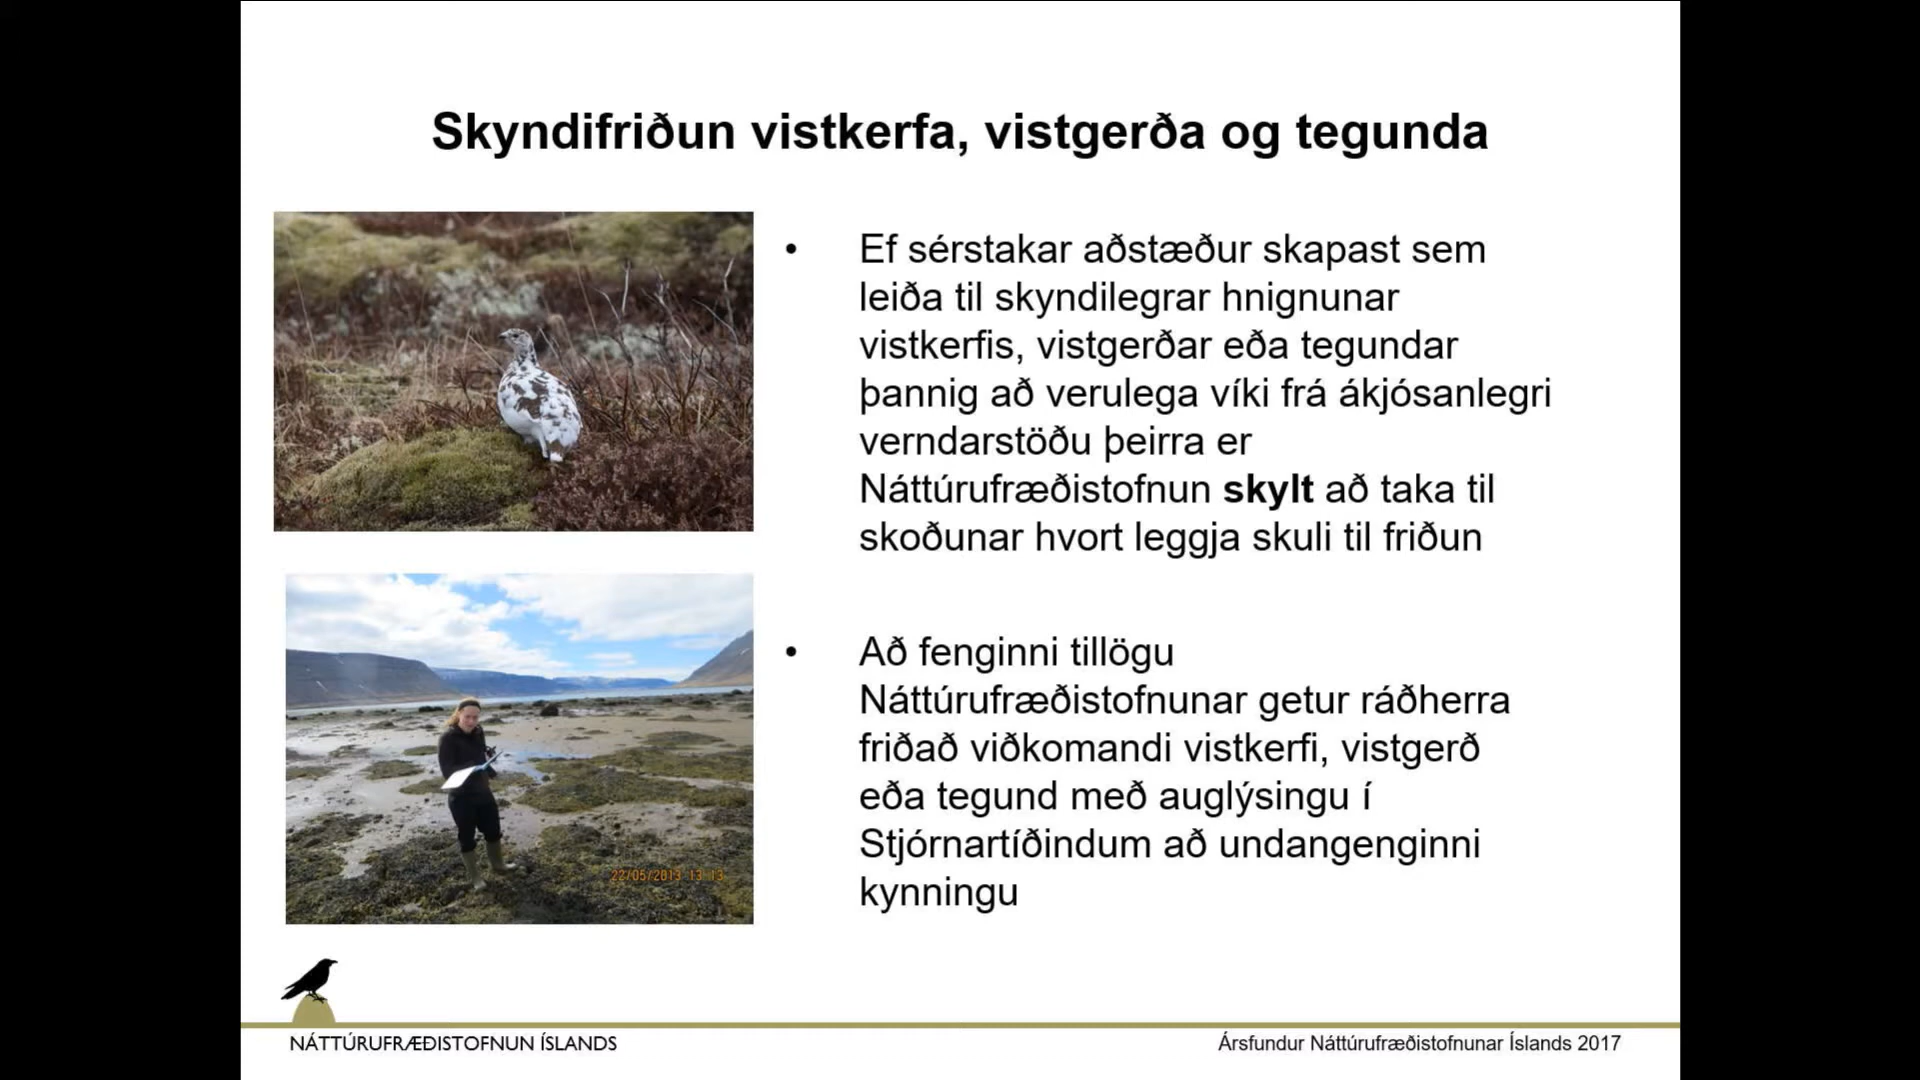 Skyndifriðun vistkerfa, vistgerða og tegunda
• Ef sérstakar aðstæður skapast sem
leiða til skyndilegrar hnignunar
vistkerfis, vistgerðar eða tegundar
þannig að verulega víki frá ákjósanlegri
verndarstöðu þeirra er
Náttúrufræðistofnun skylt að taka til
skoðunar hvort leggja skuli til friðun
• Að fenginni tillögu
Náttúrufræðistofnunar getur ráðherra
friðað viðkomandi vistkerfi, vistgerð
eða tegund með auglýsingu í
Stjórnartíðindum að undangenginni
kynningu
22/05/2013 13:13
NÁTTÚRUFRÆÐISTOFNUN ÍSLANDS
Ársfundur Náttúrufræðistofnunar Íslands 2017